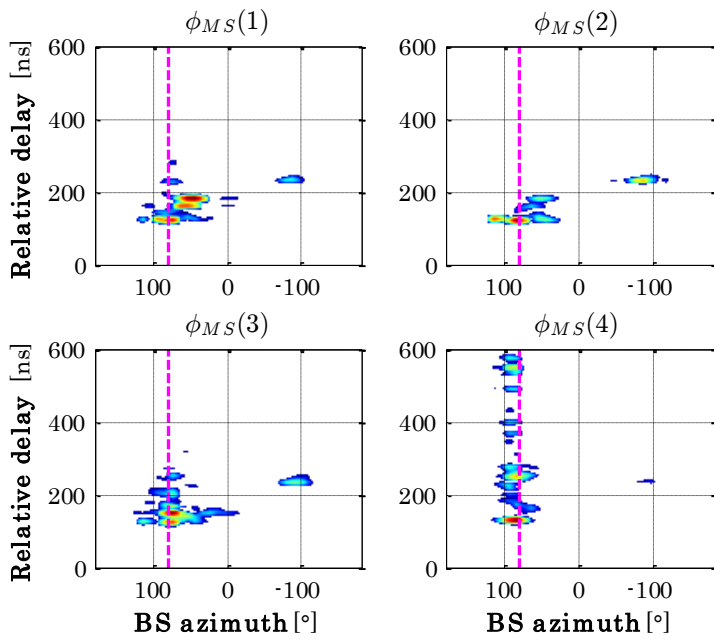 ϕMS(1) ϕMS(2)
600 600
400 400
200 200
0 0
100 0 -100 100 0 -100
Relative delay [ns]
ϕMS(3) ϕMS(4)
600 600
400 400
200 200
0 0
100 0 -100 100 0 -100
Relative delay [ns]
BS azimuth [°] BS azimuth [°]